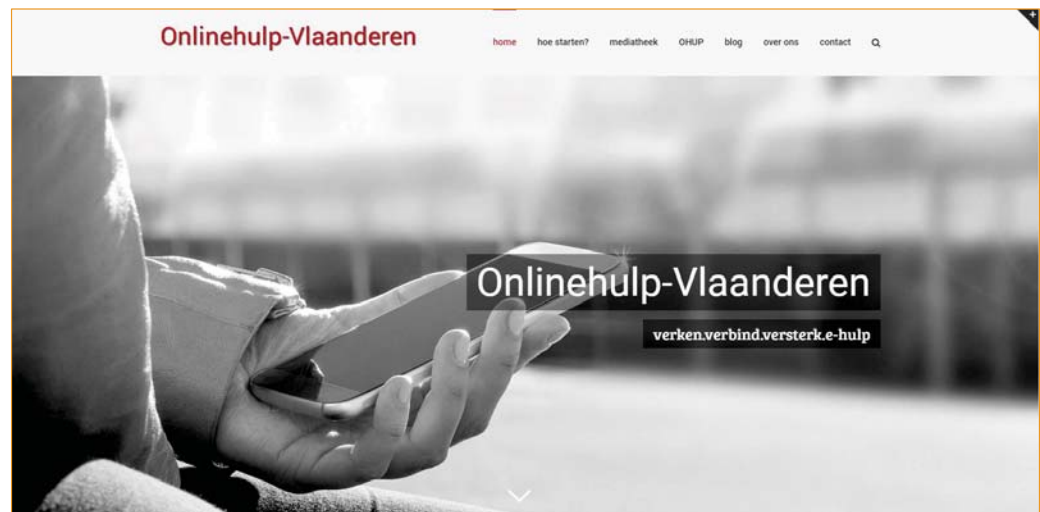 Onlinehulp-Vlaanderen
home hoe starten? mediatheek OHUP blog over ons contact
Onlinehulp-Vlaanderen
verken.verbind.versterk.e-hulp